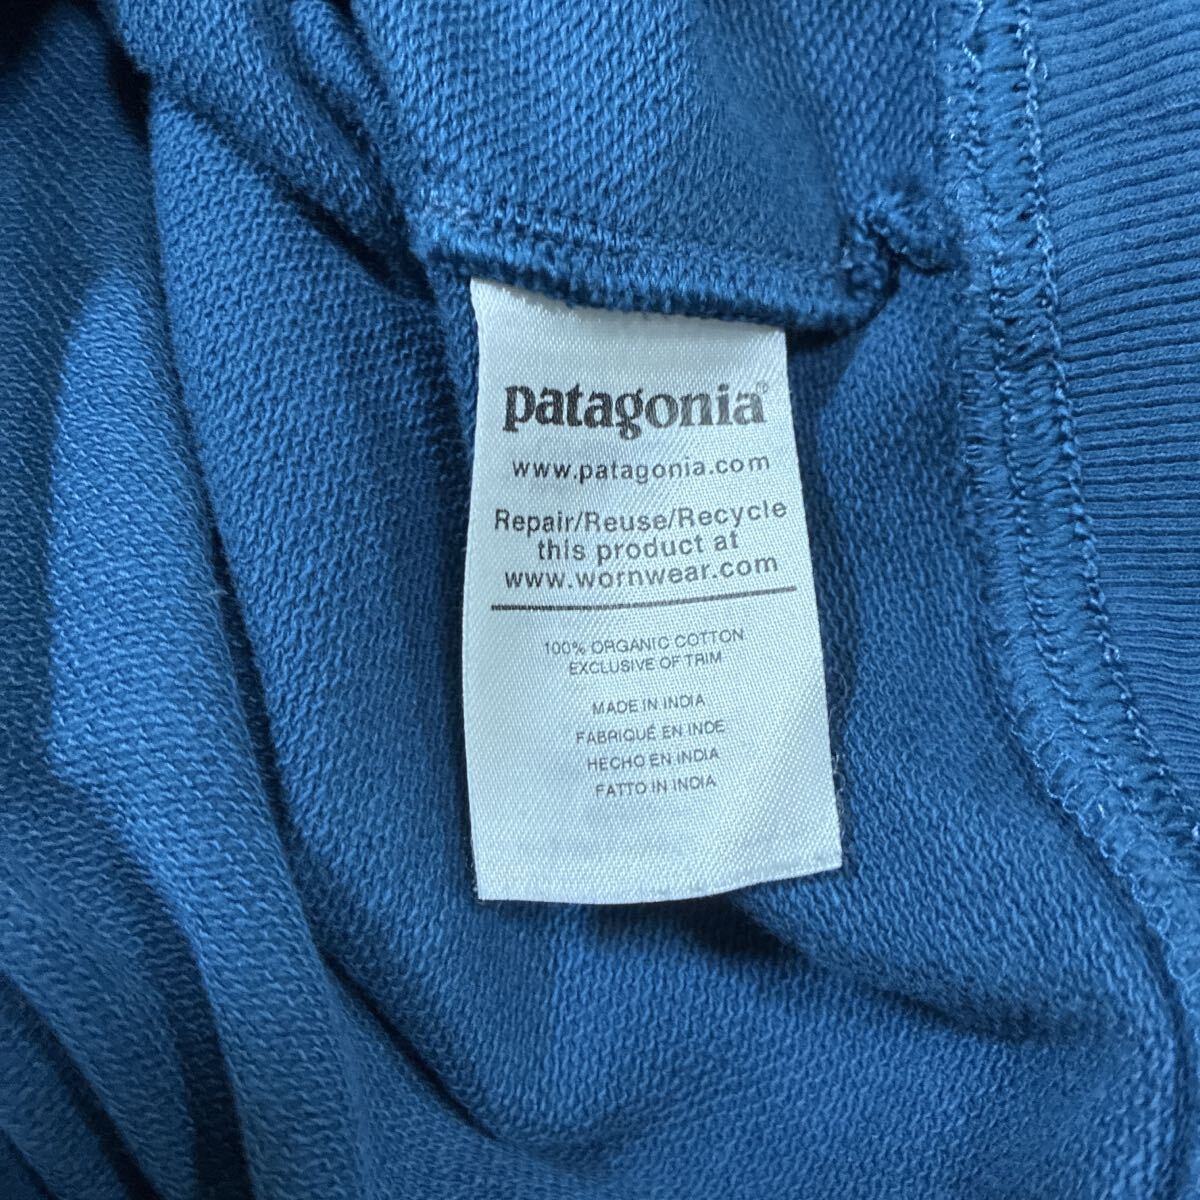 patagonia®
www.patagonia.com
Repair/Reuse/Recycle
this product at
www.wornwear.com
100% ORGANIC COTTON
EXCLUSIVE OF TRIM
MADE IN INDIA
FABRIQUÉ EN INDE
HECHO EN INDIA
FATTO IN INDIA